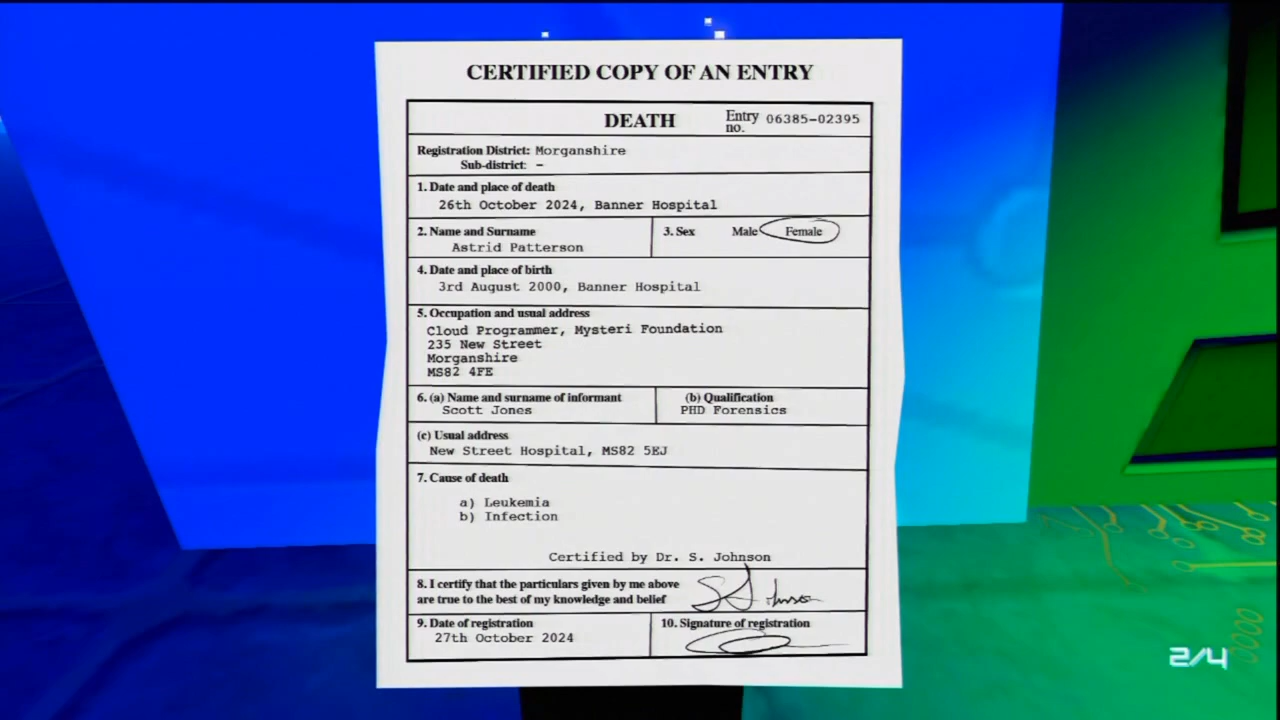 CERTIFIED COPY OF AN ENTRY
DEATH
Entry no. 06385-02395
Registration District: Morganshire
Sub-district: -
1. Date and place of death
26th October 2024, Banner Hospital
2. Name and Surname
Astrid Patterson
3. Sex Male Female
4. Date and place of birth
3rd August 2000, Banner Hospital
5. Occupation and usual address
Cloud Programmer, Mysteri Foundation
235 New Street
Morganshire
MS82 4FE
6. (a) Name and surname of informant
Scott Jones
(b) Qualification
PHD Forensics
(c) Usual address
New Street Hospital, MS82 5EJ
7. Cause of death
a) Leukemia
b) Infection
Certified by Dr. S. Johnson
8. I certify that the particulars given by me above
are true to the best of my knowledge and belief
9. Date of registration
27th October 2024
10. Signature of registration
2/4